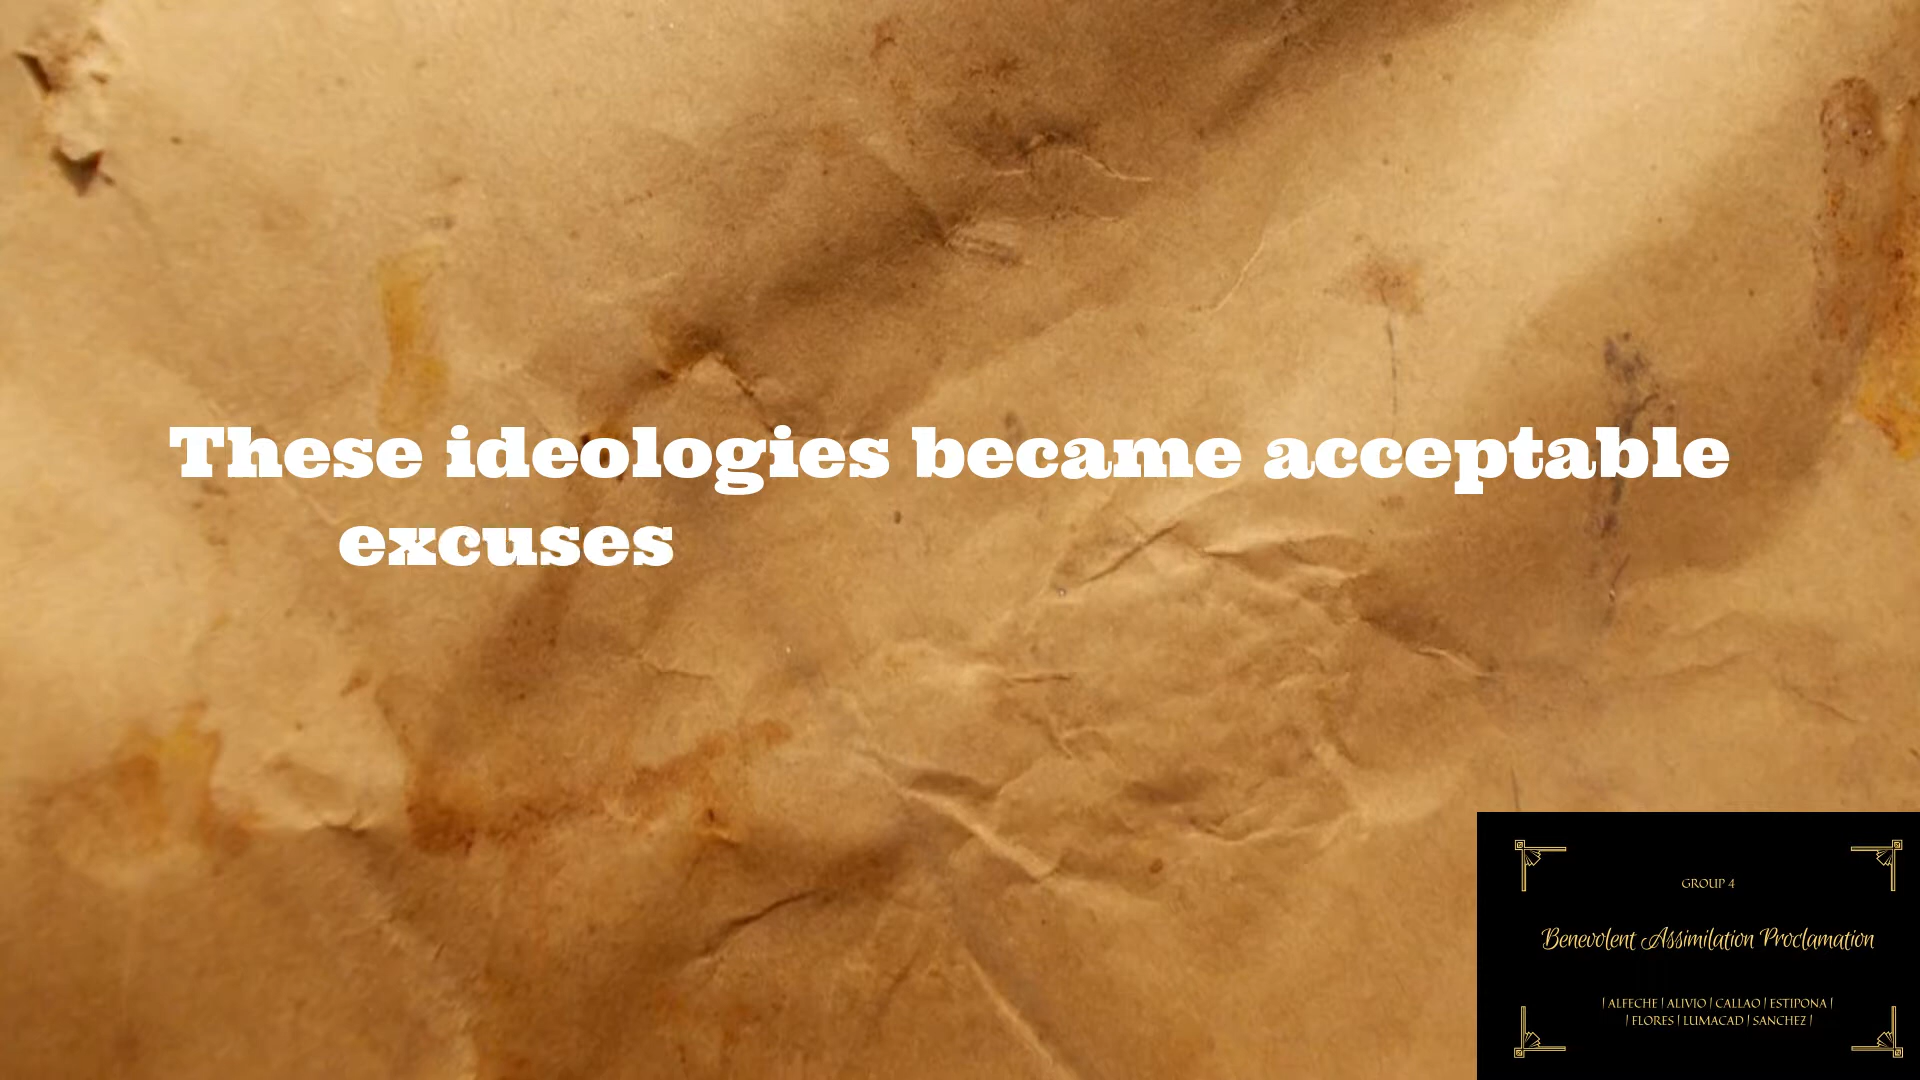 These ideologies became acceptable
excuses
GROUP 4
Benevolent Assimilation Proclamation
| ALFECHE | ALIVIO | CALLAO | ESTIPONA |
| FLORES | LUMACAD | SANCHEZ |